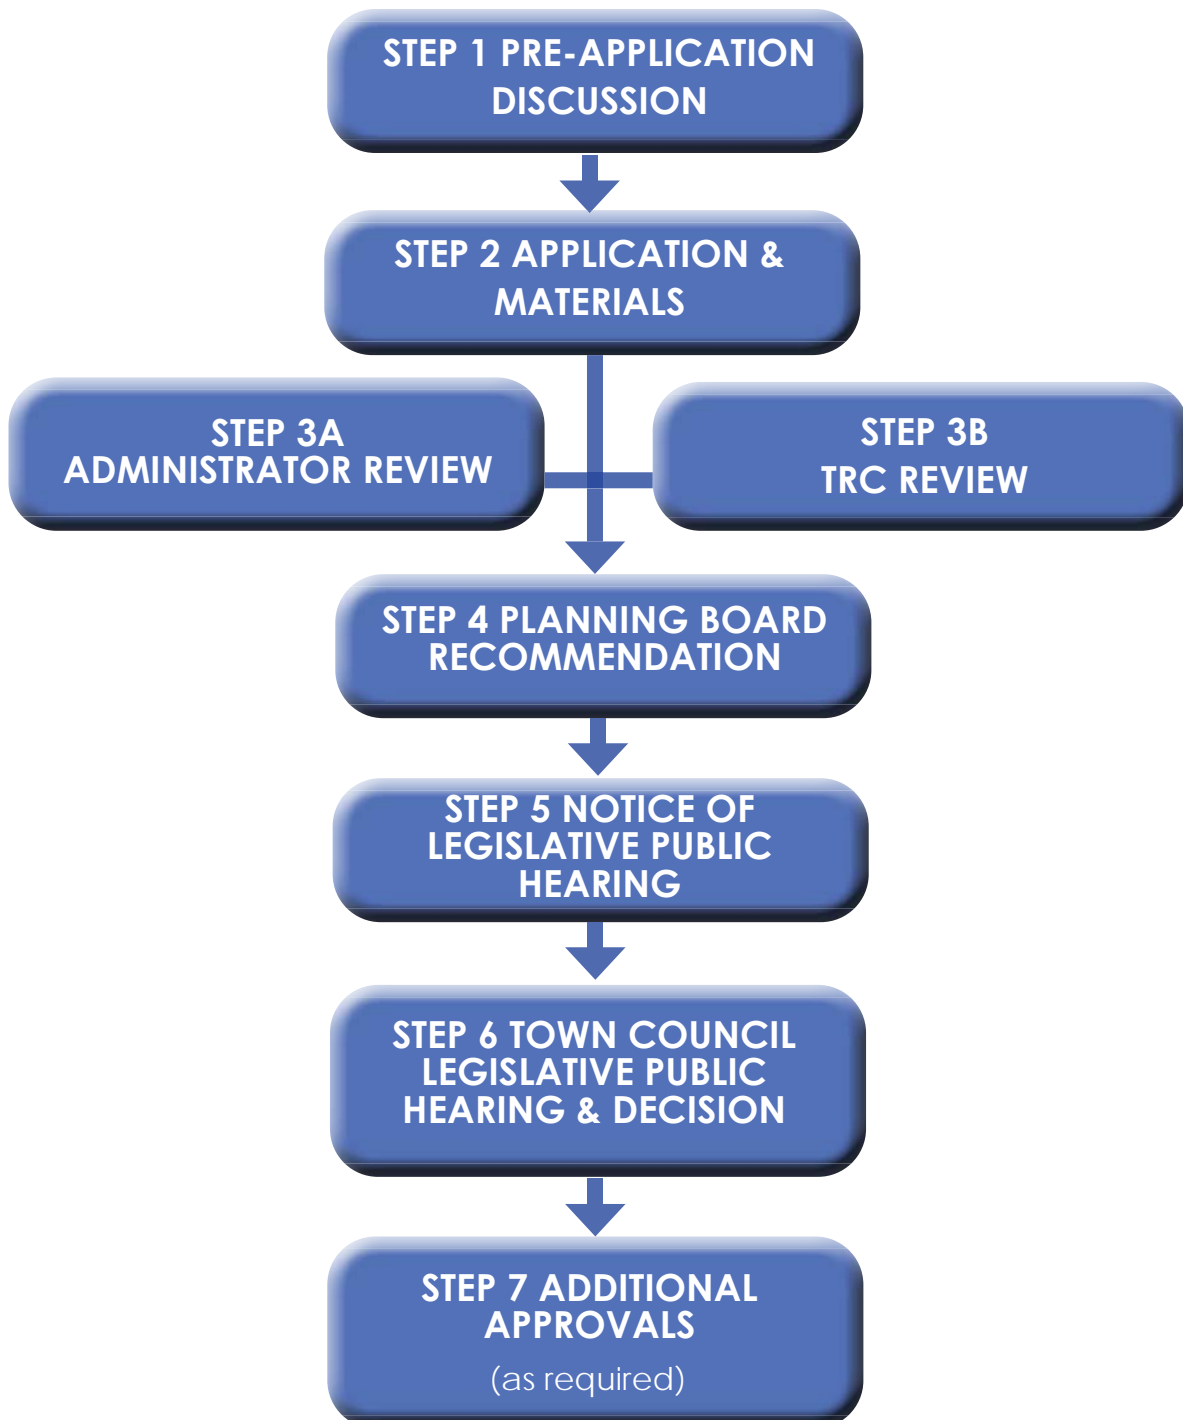 STEP 1 PRE-APPLICATION
DISCUSSION
STEP 2 APPLICATION &
MATERIALS
STEP 3A
ADMINISTRATOR REVIEW
STEP 3B
TRC REVIEW
STEP 4 PLANNING BOARD
RECOMMENDATION
STEP 5 NOTICE OF
LEGISLATIVE PUBLIC
HEARING
STEP 6 TOWN COUNCIL
LEGISLATIVE PUBLIC
HEARING & DECISION
STEP 7 ADDITIONAL
APPROVALS
(as required)